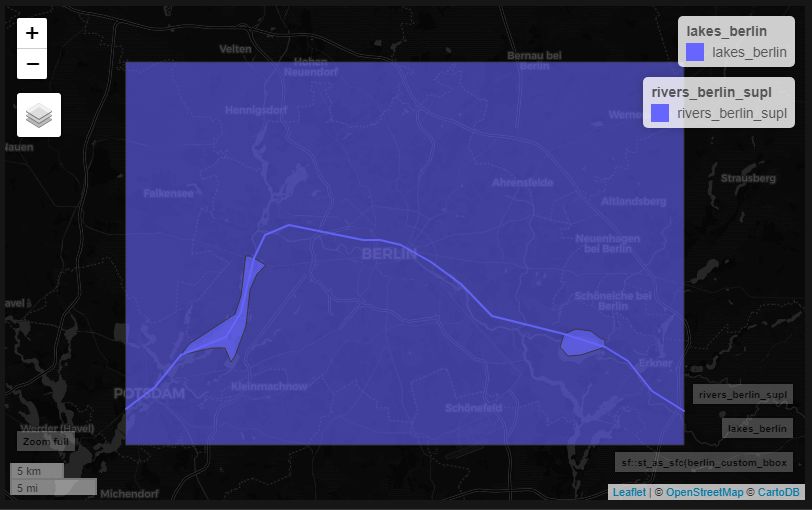 +
−
lakes_berlin
lakes_berlin
rivers_berlin_supl
rivers_berlin_supl
Velten
Hohen
Neuendorf
Bernau bei
Berlin
Hennigsdorf
Nauen
Falkensee
Ahrensfelde
Strausberg
Altlandsberg
BERLIN
Neuenhagen
bei Berlin
Schöneiche bei
Berlin
Erkner
POTSDAM
Kleinmachnow
Schönefeld
Werder (Havel)
Michendorf
Zoom full
5 km
5 mi
rivers_berlin_supl
lakes_berlin
sf::st_as_sfc(berlin_custom_bbox
Leaflet | © OpenStreetMap © CartoDB